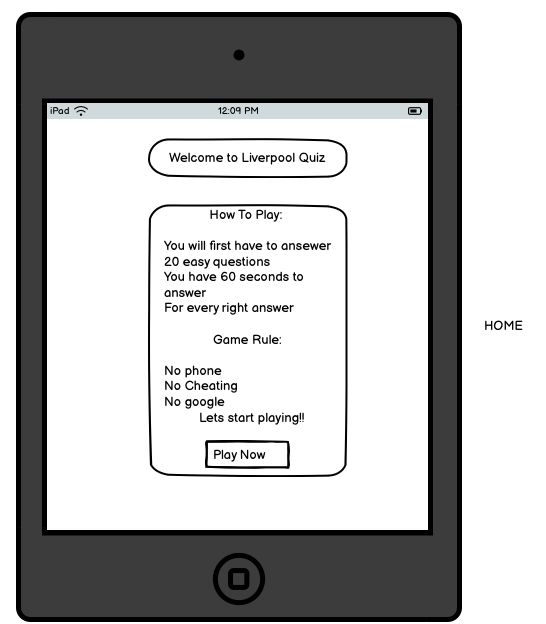 iPad 12:09 PM
Welcome to Liverpool Quiz
How To Play:
You will first have to ansewer
20 easy questions
You have 60 seconds to
answer
For every right answer
Game Rule:
No phone
No Cheating
No google
Lets start playing!!
Play Now
HOME